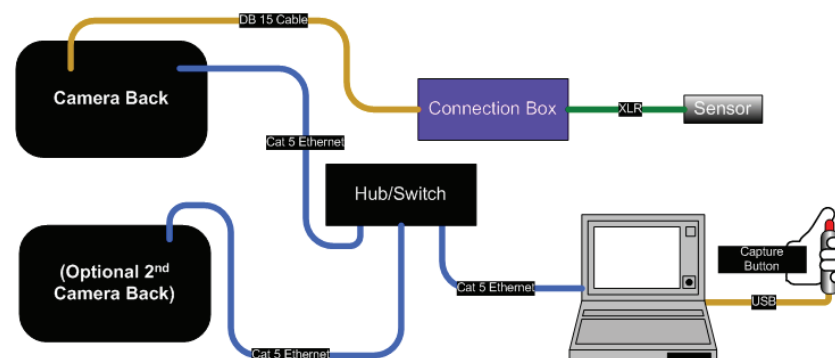 DB 15 Cable
Camera Back
Connection Box
XLR
Sensor
Cat 5 Ethernet
Hub/Switch
(Optional 2nd
Camera Back)
Capture
Button
Cat 5 Ethernet
USB
Cat 5 Ethernet